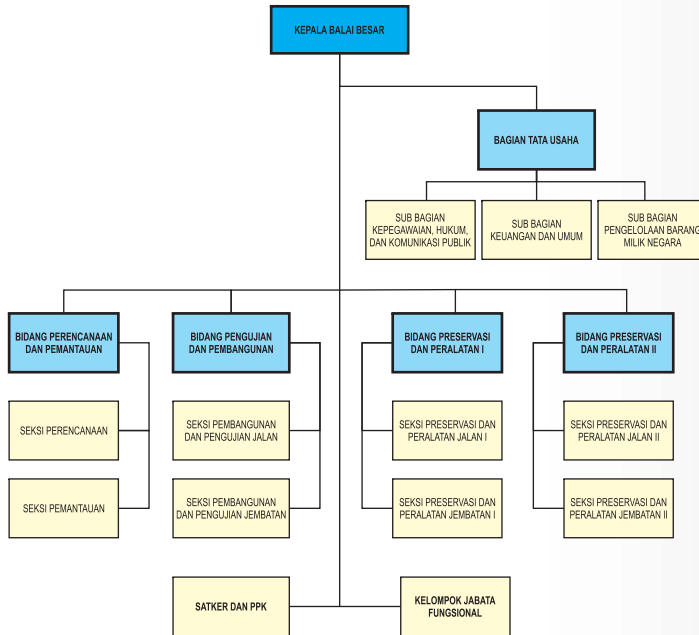 KEPALA BALAI BESAR
BAGIAN TATA USAHA
SUB BAGIAN
KEPEGAWAIAN, HUKUM,
DAN KOMUNIKASI PUBLIK
SUB BAGIAN
KEUANGAN DAN UMUM
SUB BAGIAN
PENGELOLAAN BARANG
MILIK NEGARA
BIDANG PERENCANAAN
DAN PEMANTAUAN
BIDANG PENGUJIAN
DAN PEMBANGUNAN
BIDANG PRESERVASI
DAN PERALATAN I
BIDANG PRESERVASI
DAN PERALATAN II
SEKSI PERENCANAAN
SEKSI PEMBANGUNAN
DAN PENGUJIAN JALAN
SEKSI PRESERVASI DAN
PERALATAN JALAN I
SEKSI PRESERVASI DAN
PERALATAN JALAN II
SEKSI PEMANTAUAN
SEKSI PEMBANGUNAN
DAN PENGUJIAN JEMBATAN
SEKSI PRESERVASI DAN
PERALATAN JEMBATAN I
SEKSI PRESERVASI DAN
PERALATAN JEMBATAN II
SATKER DAN PPK
KELOMPOK JABATA
FUNGSIONAL